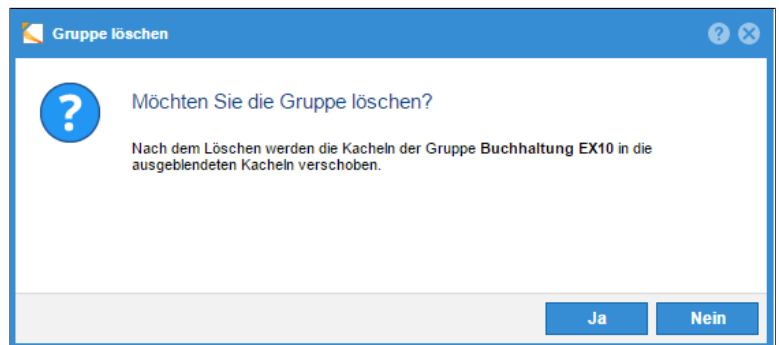 Gruppe löschen
Möchten Sie die Gruppe löschen?
Nach dem Löschen werden die Kacheln der Gruppe Buchhaltung EX10 in die
ausgeblendeten Kacheln verschoben.
Ja
Nein